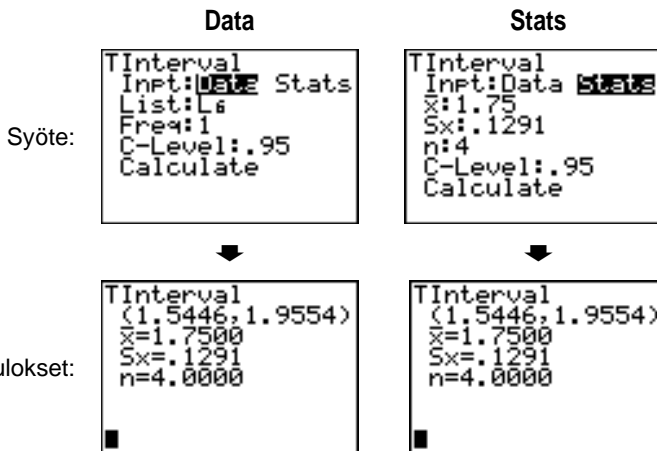 Data
Stats
Syöte:
TInterval
Inpt:Data Stats
List:L6
Freq:1
C-Level:.95
Calculate
TInterval
Inpt:Data Stats
x̄:1.75
Sx:.1291
n:4
C-Level:.95
Calculate
ulokset:
TInterval
(1.5446,1.9554)
x̄=1.7500
Sx=.1291
n=4.0000
TInterval
(1.5446,1.9554)
x̄=1.7500
Sx=.1291
n=4.0000